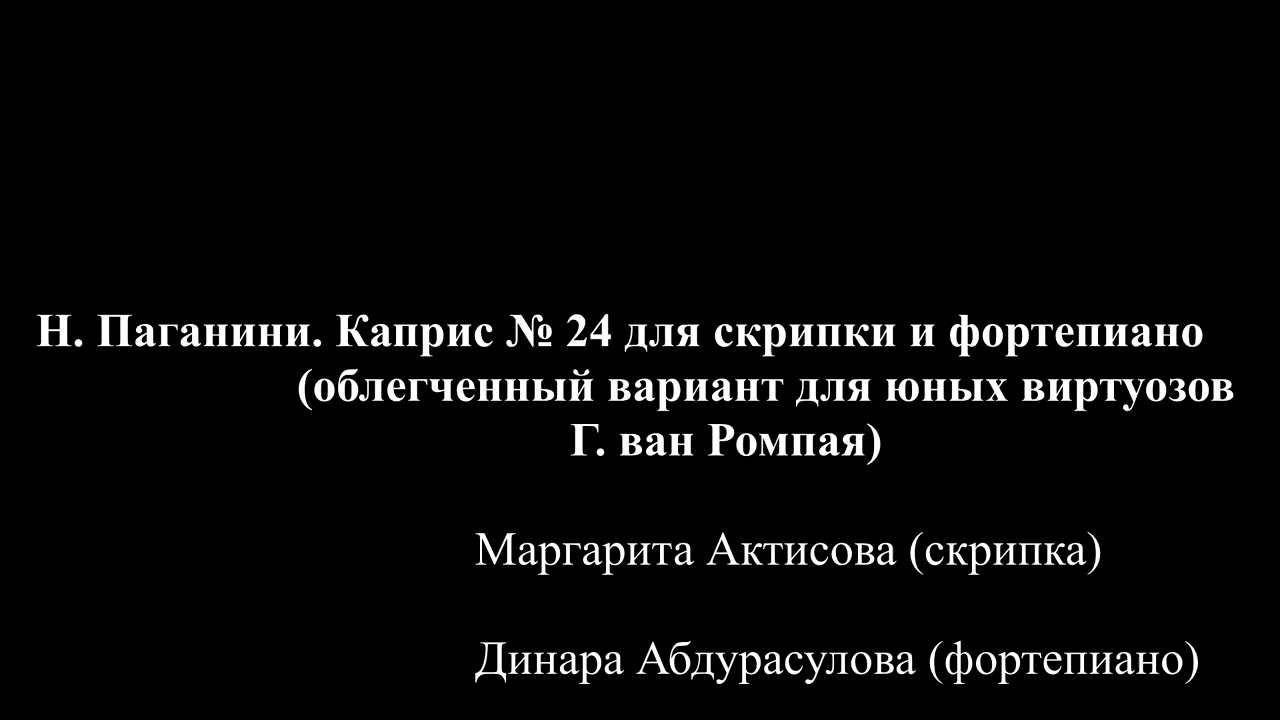 Н. Паганини. Каприс № 24 для скрипки и фортепиано
(облегченный вариант для юных виртуозов
Г. ван Ромпая)
Маргарита Актисова (скрипка)
Динара Абдурасулова (фортепиано)